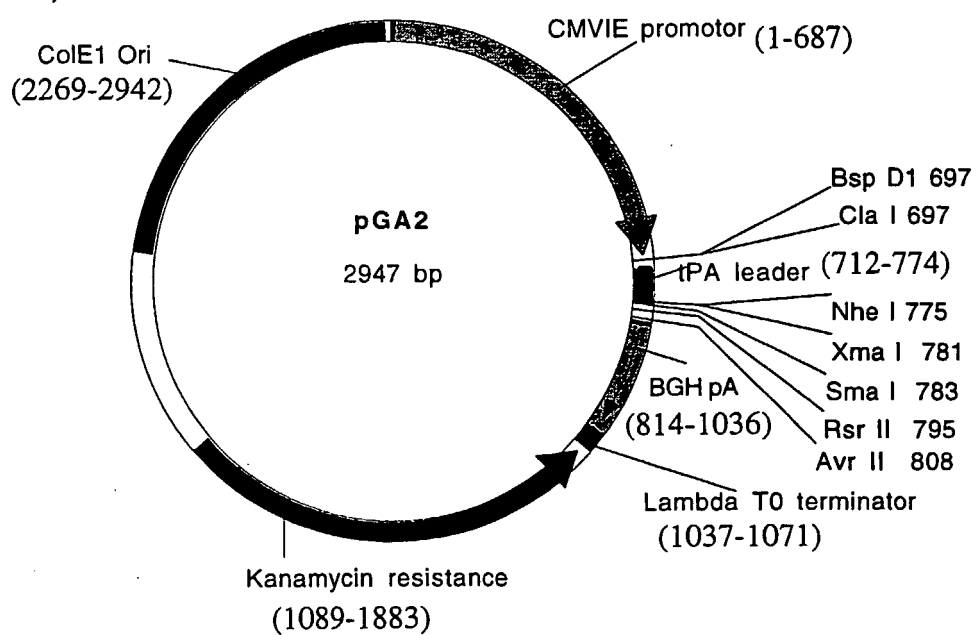 CMVIE promotor (1-687)
ColE1 Ori
(2269-2942)
Bsp D1 697
Cla I 697
pGA2
2947 bp
tPA leader (712-774)
Nhe I 775
Xma I 781
Sma I 783
BGH pA
(814-1036)
Rsr II 795
Avr II 808
Lambda T0 terminator
(1037-1071)
Kanamycin resistance
(1089-1883)